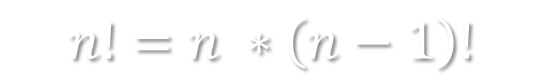 n! = n * (n − 1)!